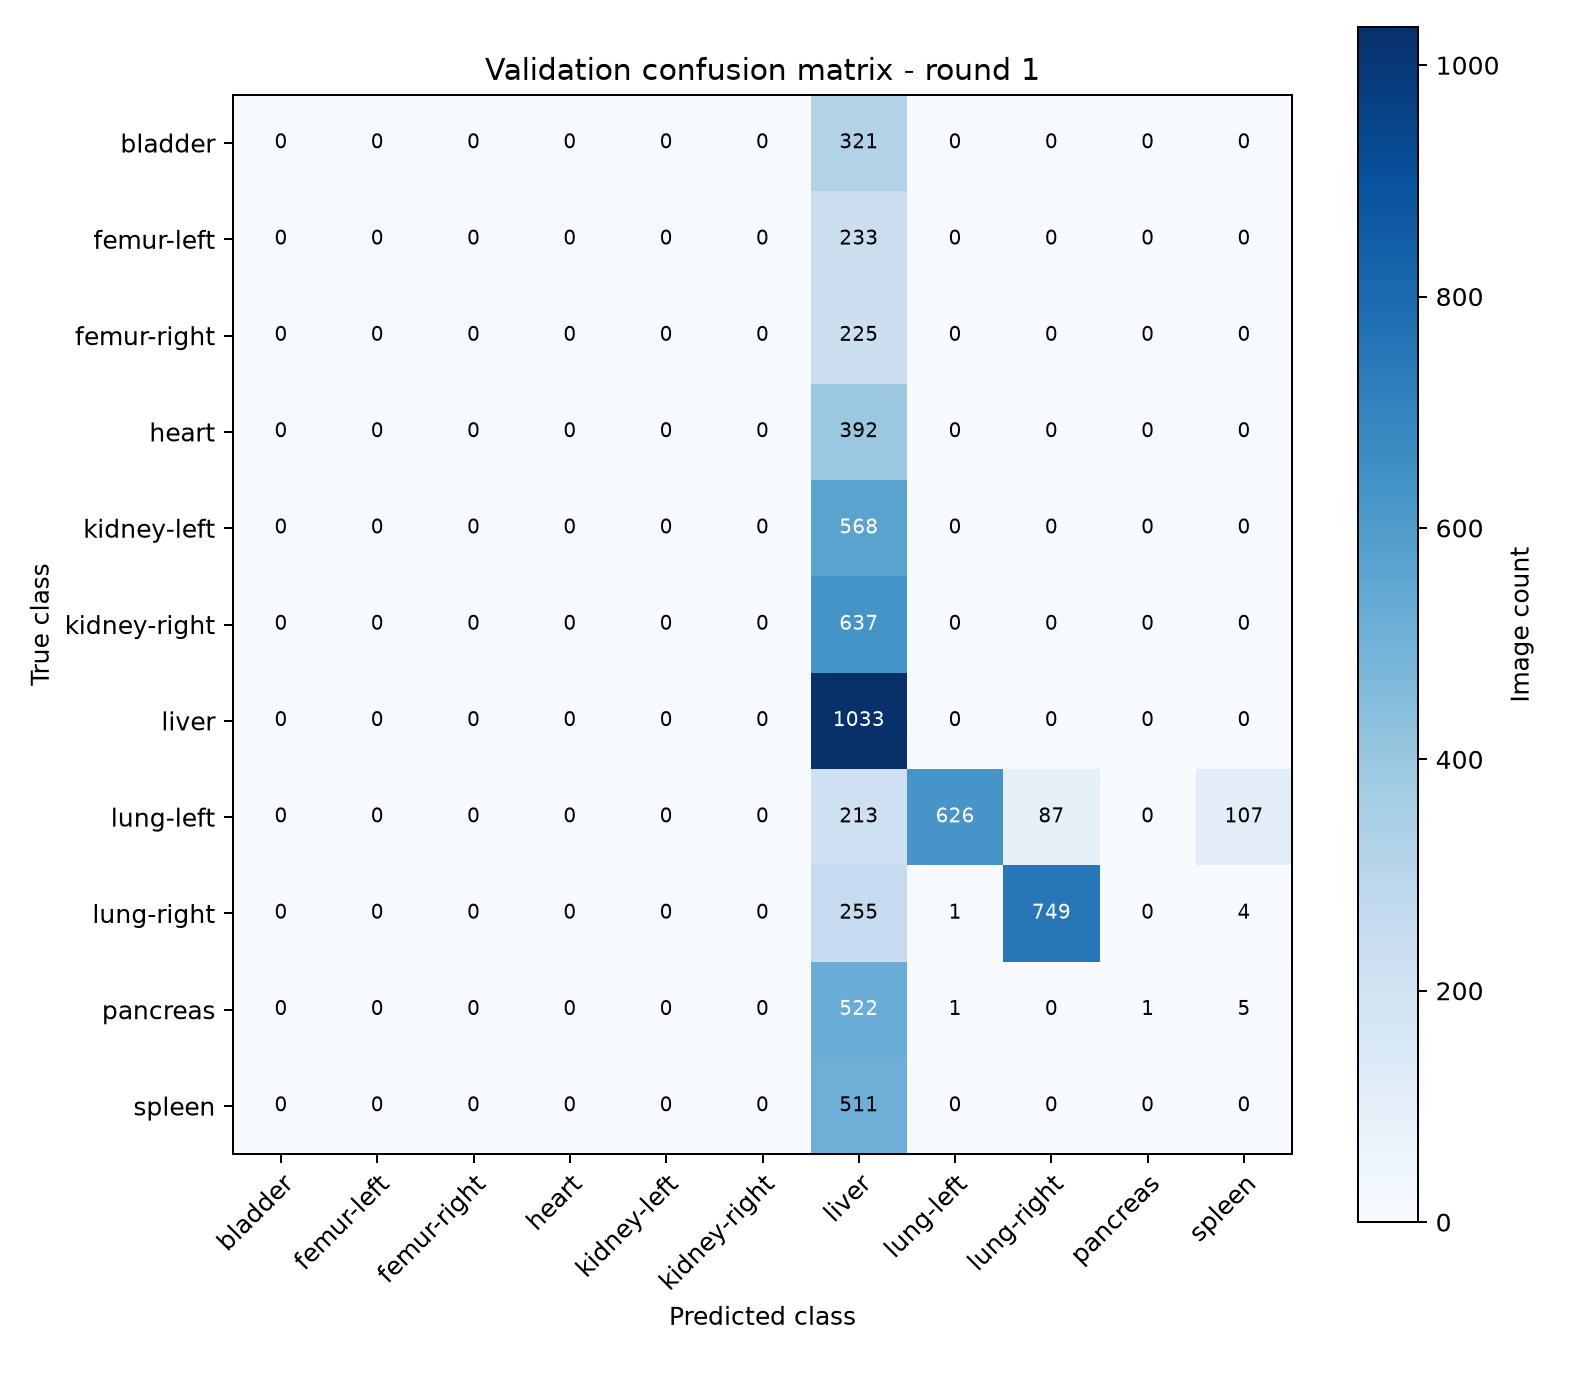 Validation confusion matrix - round 1
True class
bladder 0 0 0 0 0 0 321 0 0 0 0
femur-left 0 0 0 0 0 0 233 0 0 0 0
femur-right 0 0 0 0 0 0 225 0 0 0 0
heart 0 0 0 0 0 0 392 0 0 0 0
kidney-left 0 0 0 0 0 0 568 0 0 0 0
kidney-right 0 0 0 0 0 0 637 0 0 0 0
liver 0 0 0 0 0 0 1033 0 0 0 0
lung-left 0 0 0 0 0 0 213 626 87 0 107
lung-right 0 0 0 0 0 0 255 1 749 0 4
pancreas 0 0 0 0 0 0 522 1 0 1 5
spleen 0 0 0 0 0 0 511 0 0 0 0
bladder femur-left femur-right heart kidney-left kidney-right liver lung-left lung-right pancreas spleen
Predicted class
1000
800
600
400
200
0
Image count